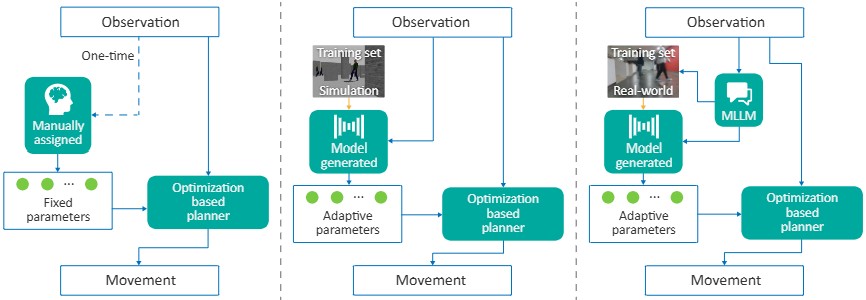 Observation
One-time
Manually
assigned
...
Fixed
parameters
Optimization
based
planner
Movement
Observation
Training set
Simulation
Model
generated
...
Adaptive
parameters
Optimization
based
planner
Movement
Observation
Training set
Real-world
MLLM
Model
generated
...
Adaptive
parameters
Optimization
based
planner
Movement